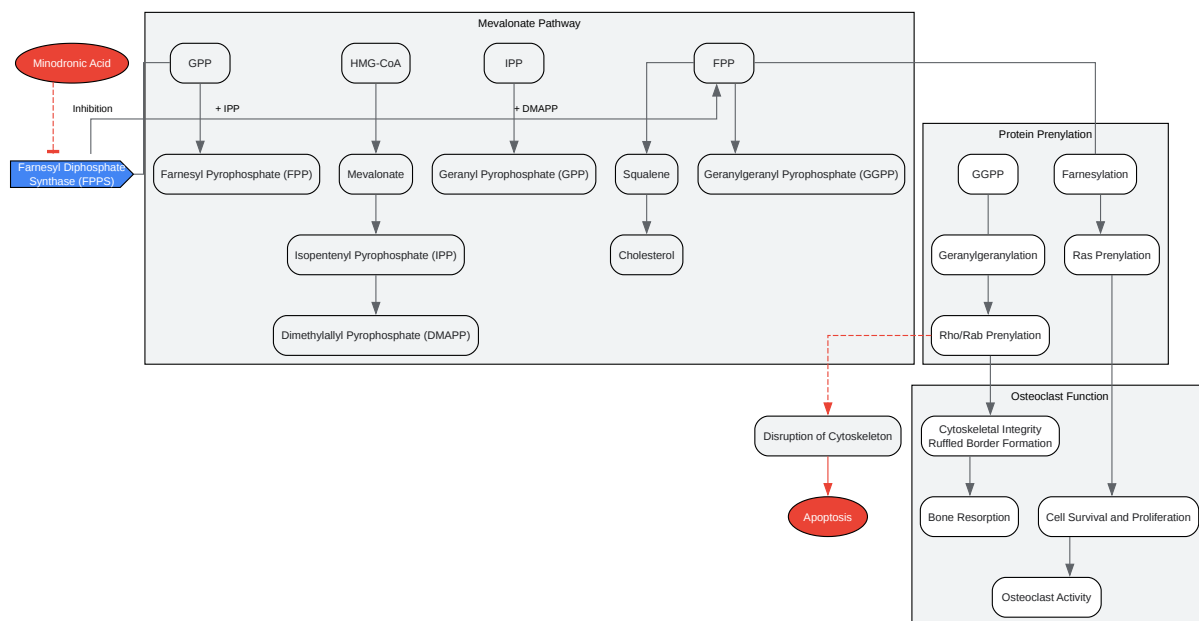 Mevalonate Pathway
Minodronic Acid
GPP
HMG-CoA
IPP
FPP
Inhibition
+ IPP
+ DMAPP
Protein Prenylation
Farnesyl Diphosphate
Synthase (FPPS)
Farnesyl Pyrophosphate (FPP)
Mevalonate
Geranyl Pyrophosphate (GPP)
Squalene
Geranylgeranyl Pyrophosphate (GGPP)
GGPP
Farnesylation
Isopentenyl Pyrophosphate (IPP)
Cholesterol
Geranylgeranylation
Ras Prenylation
Dimethylallyl Pyrophosphate (DMAPP)
Rho/Rab Prenylation
Osteoclast Function
Disruption of Cytoskeleton
Cytoskeletal Integrity
Ruffled Border Formation
Apoptosis
Bone Resorption
Cell Survival and Proliferation
Osteoclast Activity